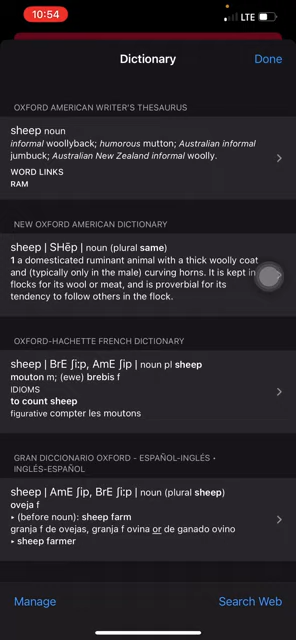 10:54
LTE
Dictionary
Done
OXFORD AMERICAN WRITER'S THESAURUS
sheep noun
informal woollyback; humorous mutton; Australian informal
jumbuck; Australian New Zealand informal woolly.
WORD LINKS
RAM
NEW OXFORD AMERICAN DICTIONARY
sheep | SHēp | noun (plural same)
1 a domesticated ruminant animal with a thick woolly coat
and (typically only in the male) curving horns. It is kept in
flocks for its wool or meat, and is proverbial for its
tendency to follow others in the flock.
OXFORD-HACHETTE FRENCH DICTIONARY
sheep | BrE ʃiːp, AmE ʃip | noun pl sheep
mouton m; (ewe) brebis f
IDIOMS
to count sheep
figurative compter les moutons
GRAN DICCIONARIO OXFORD - ESPAÑOL-INGLÉS •
INGLÉS-ESPAÑOL
sheep | AmE ʃip, BrE ʃiːp | noun (plural sheep)
oveja f
▸ (before noun): sheep farm
granja f de ovejas, granja f ovina or de ganado ovino
▸ sheep farmer
Manage
Search Web